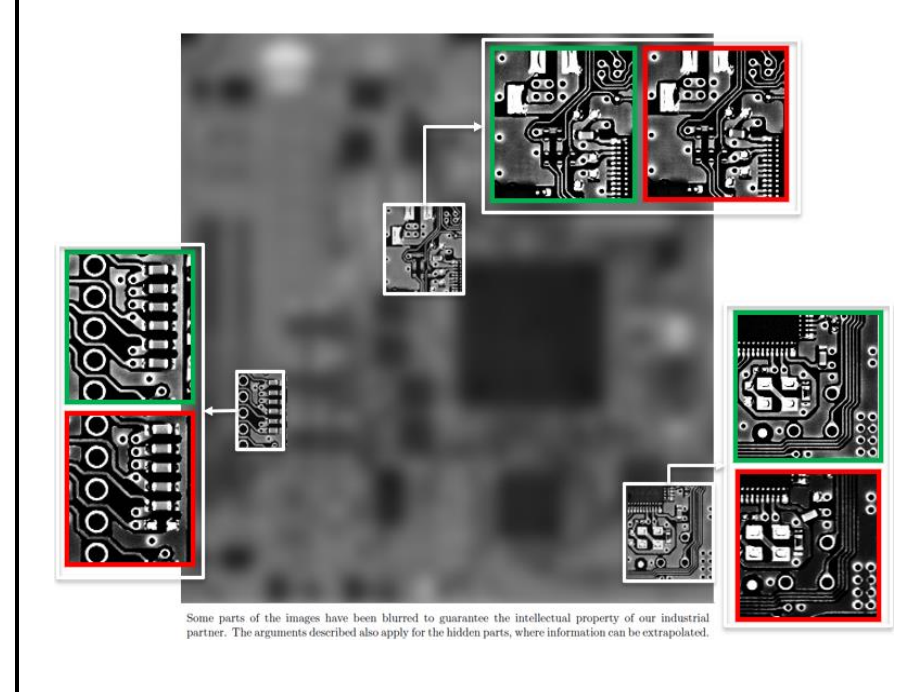 Some parts of the images have been blurred to guarantee the intellectual property of our industrial
partner. The arguments described also apply for the hidden parts, where information can be extrapolated.